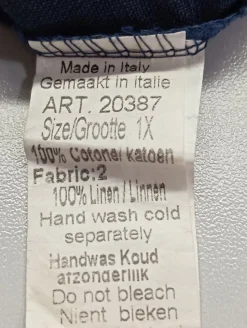 Made in Italy
Gemaakt in italie
ART. 20387
Size/Grootte 1X
100% Cotone/ katoen
Fabric:2
100% Linen / Linnen
Hand wash cold
separately
Handwas Koud
afzonderlijk
Do not bleach
Nient bleken